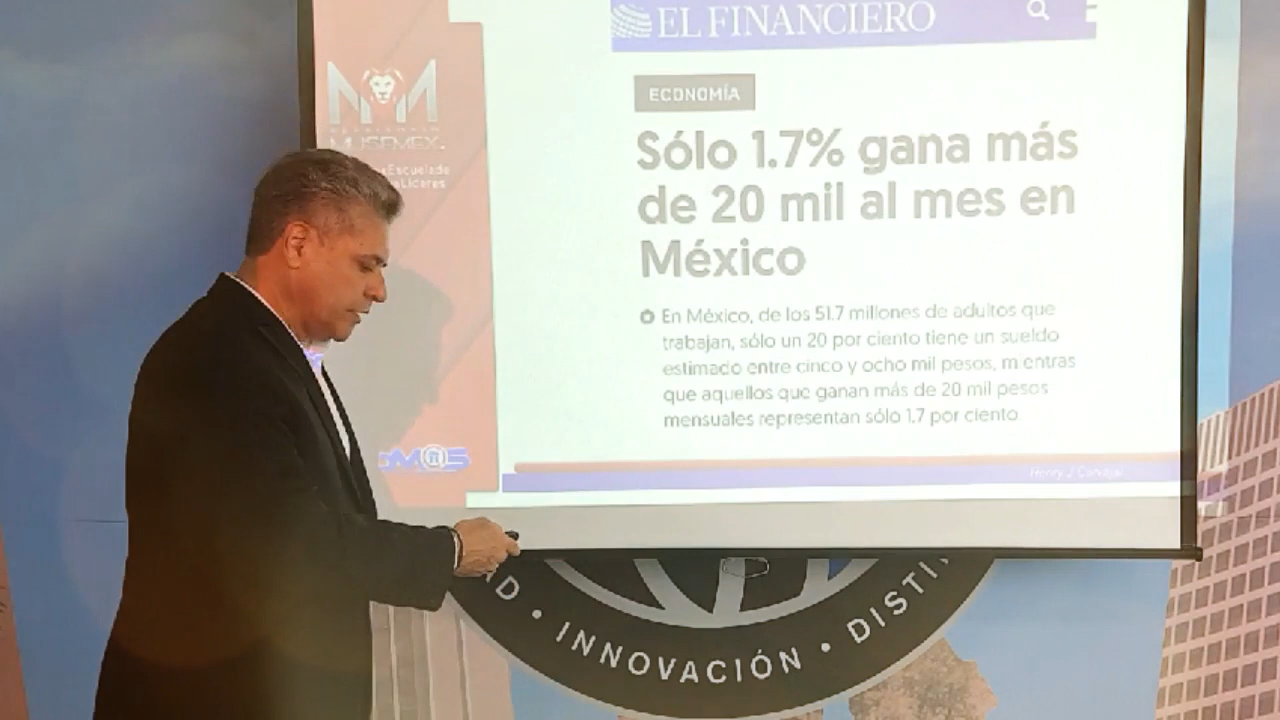 EL FINANCIERO
MUSEMEX.
ECONOMÍA
Sólo 1.7% gana más
de 20 mil al mes en
México
En México, de los 51.7 millones de adultos que
trabajan, sólo un 20 por ciento tiene un sueldo
estimado entre cinco y ocho mil pesos, mientras
que aquellos que ganan más de 20 mil pesos
mensuales representan sólo 1.7 por ciento
INNOVACIÓN